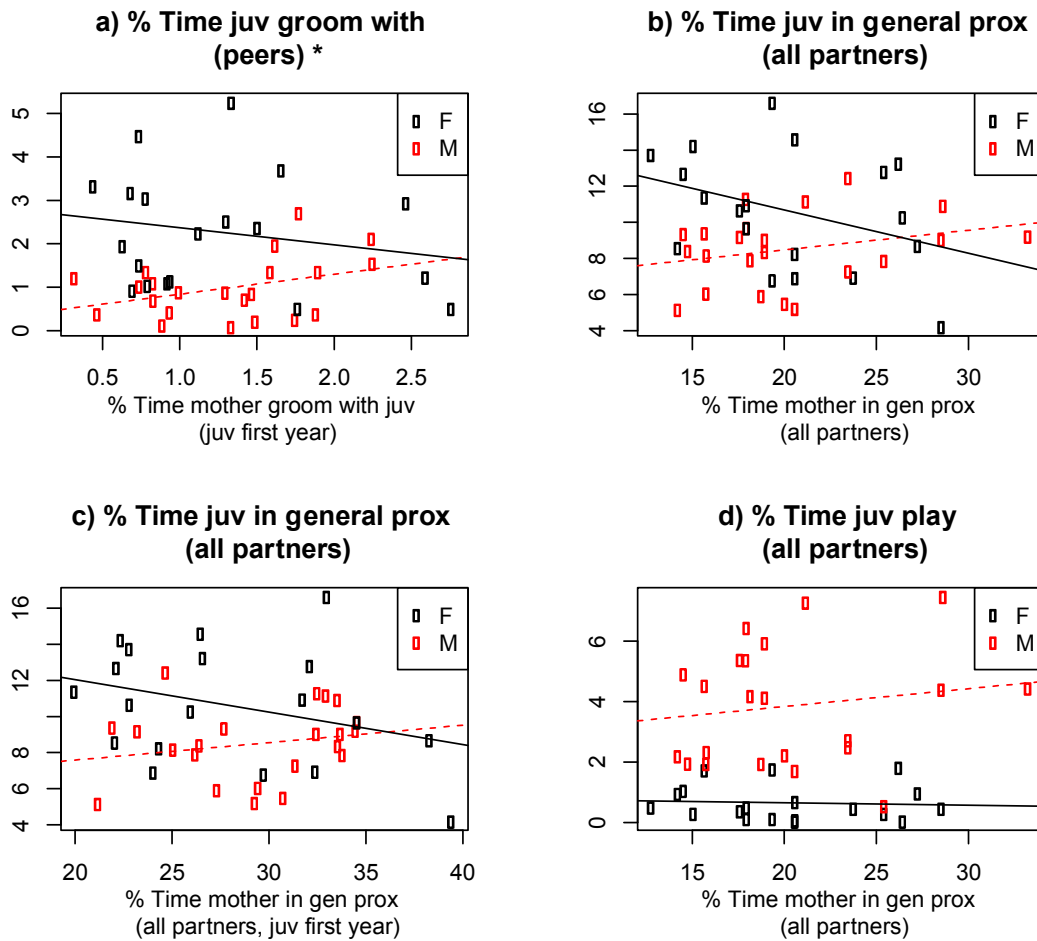 a) % Time juv groom with
(peers) *
F
M
5
4
3
2
1
0
0.5 1.0 1.5 2.0 2.5
% Time mother groom with juv
(juv first year)
b) % Time juv in general prox
(all partners)
F
M
16
12
8
6
4
15 20 25 30
% Time mother in gen prox
(all partners)
c) % Time juv in general prox
(all partners)
F
M
16
12
8
6
4
20 25 30 35 40
% Time mother in gen prox
(all partners, juv first year)
d) % Time juv play
(all partners)
F
M
6
4
2
0
15 20 25 30
% Time mother in gen prox
(all partners)